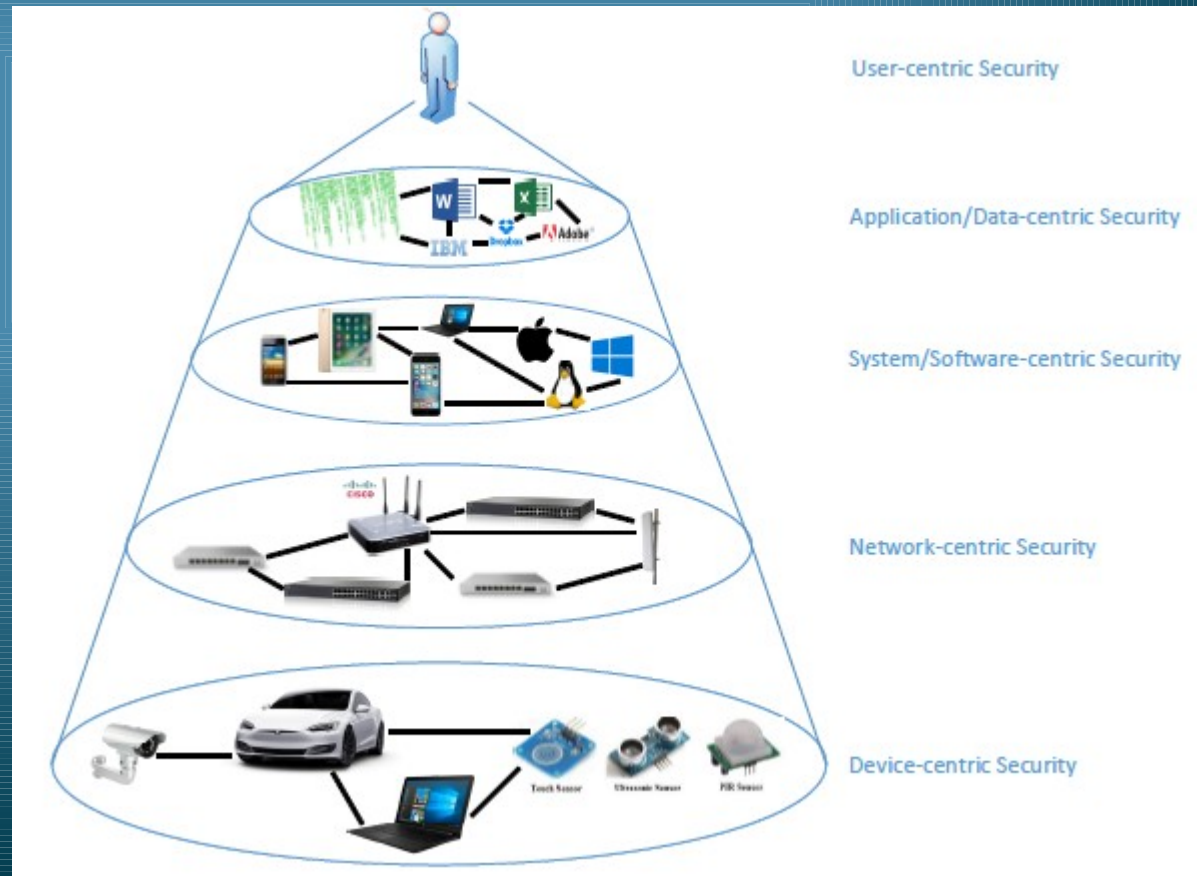 User-centric Security
W
X
Adobe
IBM
Dropbox
Application/Data-centric Security
System/Software-centric Security
CISCO
Network-centric Security
Touch Sensor
Ultrasonic Sensor
PIR Sensor
Device-centric Security